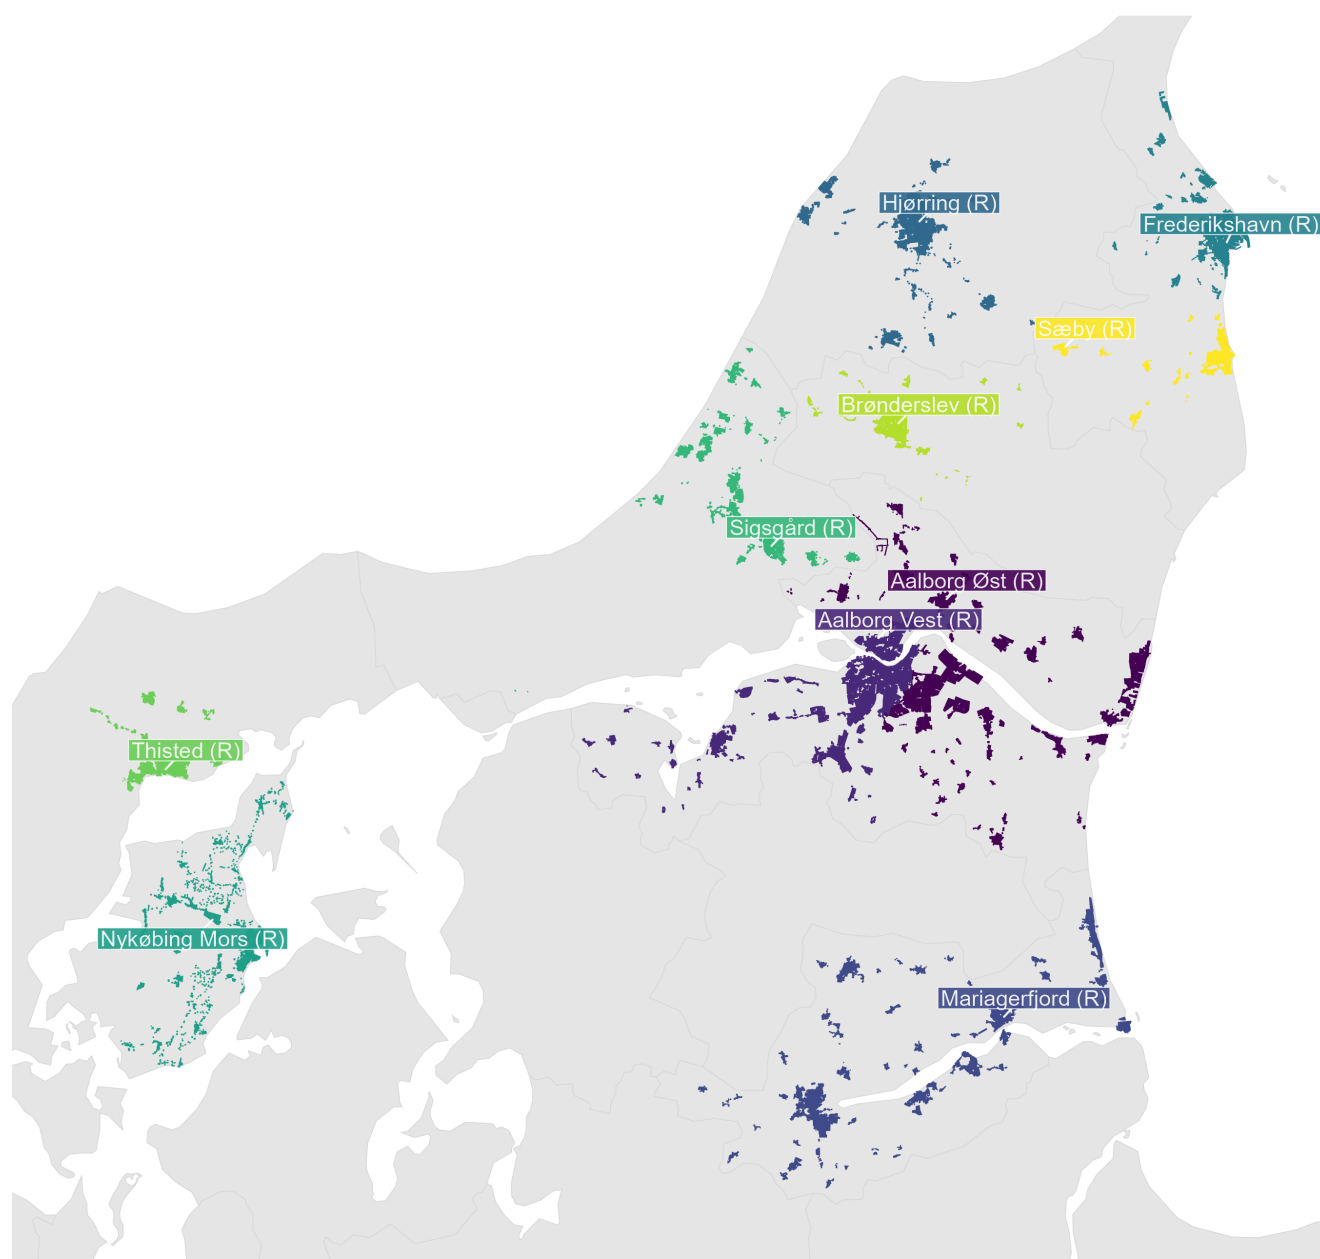 Hjørring (R)
Frederikshavn (R)
Sæby (R)
Brønderslev (R)
Sigsgård (R)
Aalborg Øst (R)
Aalborg Vest (R)
Thisted (R)
Nykøbing Mors (R)
Mariagerfjord (R)